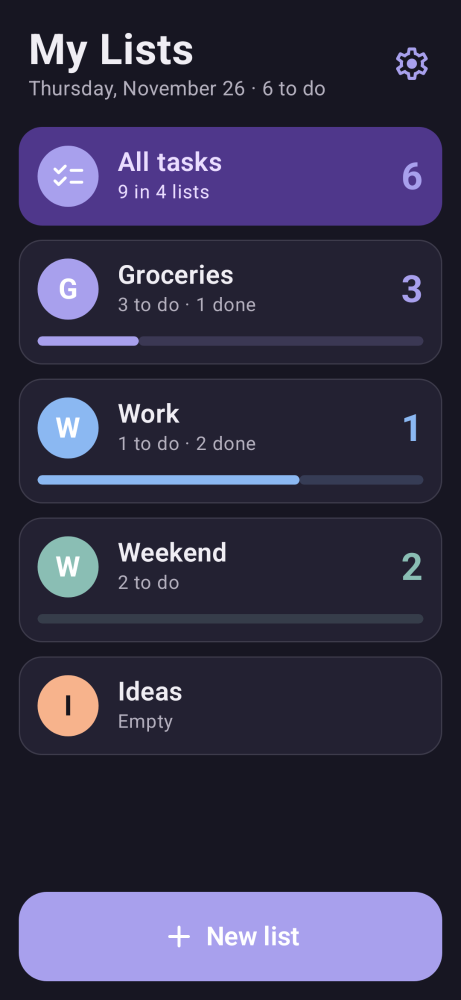 My Lists
Thursday, November 26 · 6 to do
All tasks
9 in 4 lists
6
G
Groceries
3 to do · 1 done
3
W
Work
1 to do · 2 done
1
W
Weekend
2 to do
2
I
Ideas
Empty
New list